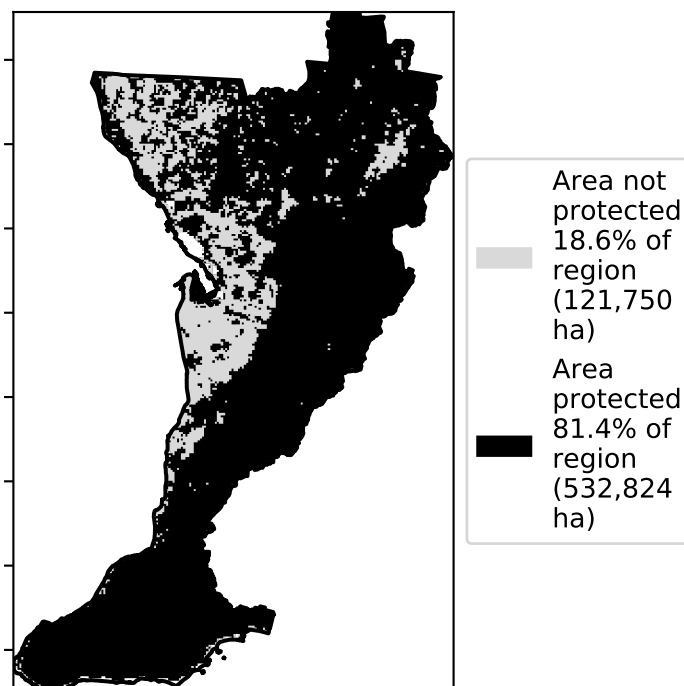 Area not
protected
18.6% of
region
(121,750
ha)
Area
protected
81.4% of
region
(532,824
ha)